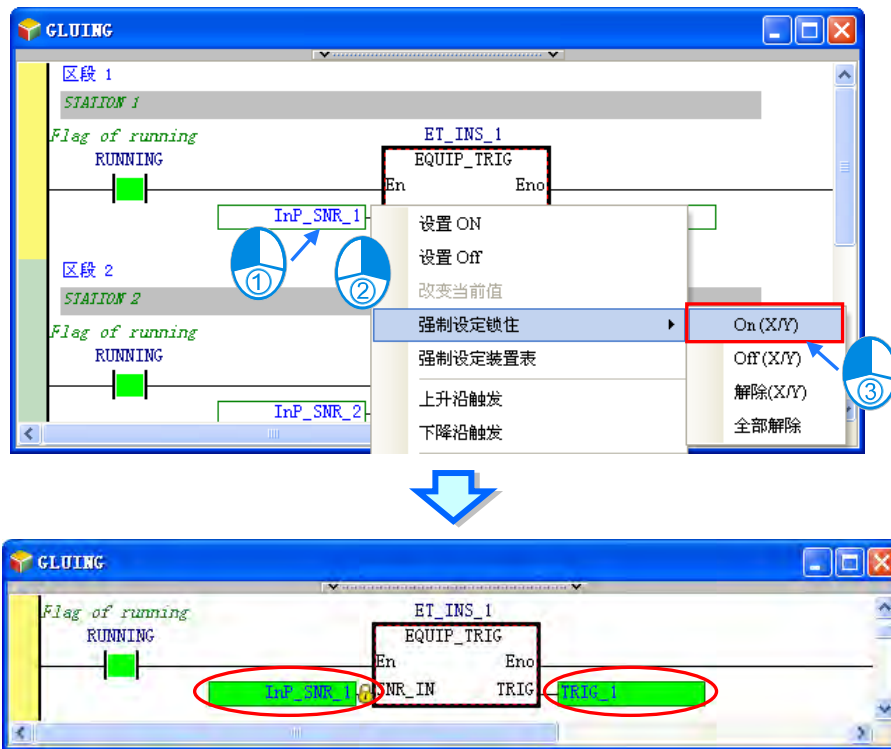 GLUING
区段 1
STATION 1
Flag of running
RUNNING
ET_INS_1
EQUIP_TRIG
En Eno
InP_SNR_1
区段 2
STATION 2
Flag of running
RUNNING
InP_SNR_2
设置 ON
设置 Off
改变当前值
强制设定锁住
强制设定装置表
上升沿触发
下降沿触发
On(X/Y)
Off(X/Y)
解除(X/Y)
全部解除
①
②
③
GLUING
Flag of running
RUNNING
ET_INS_1
EQUIP_TRIG
En Eno
InP_SNR_1 SNR_IN TRIG TRIG_1